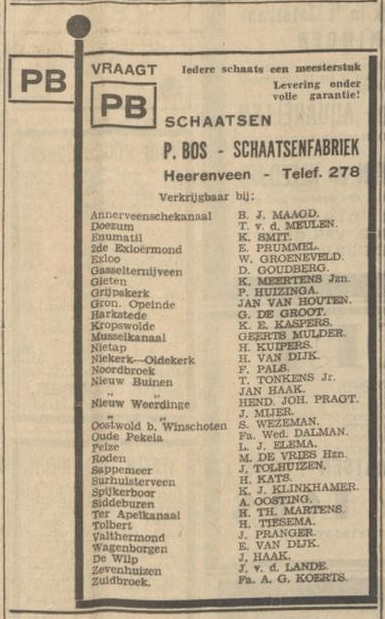 PB
VRAAGT Iedere schaats een meesterstuk
Levering onder
volle garantie!
PB
SCHAATSEN
P. BOS - SCHAATSENFABRIEK
Heerenveen - Telef. 278
Verkrijgbaar bij:
Annerveenschekanaal B. J. MAAGD.
Doezum T. v. d. MEULEN.
Enumatil K. SMIT.
2de Exloërmond E. PRUMMEL.
Exloo W. GROENEVELD.
Gasselternijveen D. GOUDBERG.
Gieten K. MEERTENS Jzn.
Grijpskerk P. HUIZINGA.
Gron. Opeinde JAN VAN HOUTEN.
Harkstede G. DE GROOT.
Kropswolde K. E. KASPERS.
Musselkanaal GEERTS MULDER.
Nietap H. KUIPERS.
Niekerk—Oldekerk H. VAN DIJK.
Noordbroek F. PALS.
Nieuw Buinen T. TONKENS Jr.
" " JAN HAAK.
Nieuw Weerdinge HEND. JOH. PRAGT.
" " J. MIJER.
Oostwold b. Winschoten S. WEZEMAN.
Oude Pekela Fa. Wed. DALMAN.
Peize L. J. ELEMA.
Roden M. DE VRIES Hzn.
Sappemeer J. TOLHUIZEN.
Surhuisterveen H. KATS.
Spijkerboor K. J. KLINKHAMER.
Siddeburen A. OOSTING.
Ter Apelkanaal H. TH. MARTENS.
Tolbert H. TIESEMA.
Valthermond J. PRANGER.
Wagenborgen E. VAN DIJK.
De Wilp J. HAAK.
Zevenhuizen J. v. d. LANDE.
Zuidbroek. Fa. A. G. KOERTS.